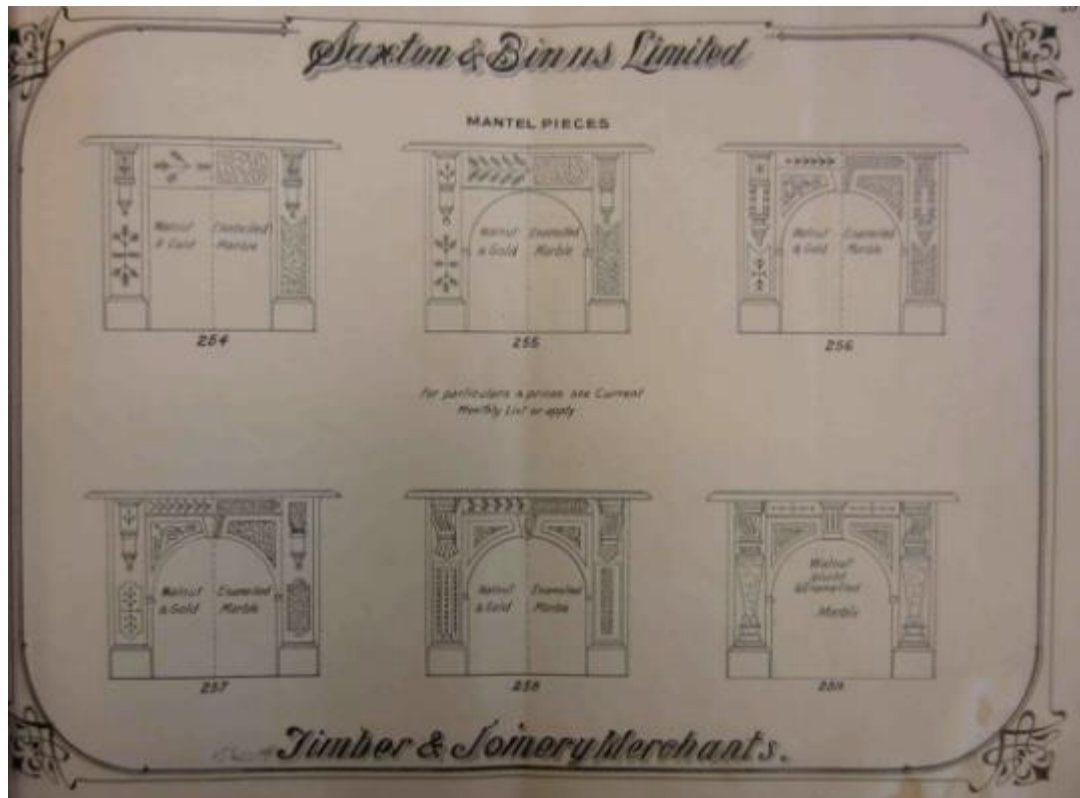 Saxton & Binns Limited
MANTEL PIECES
Walnut & Gold
Enamelled Marble
254
Walnut & Gold
Enamelled Marble
255
Walnut & Gold
Enamelled Marble
256
For particulars & prices see Current
Monthly List or apply
Walnut & Gold
Enamelled Marble
257
Walnut & Gold
Enamelled Marble
258
Walnut
& Enamelled
Marble
Timber & Joinery Merchants.